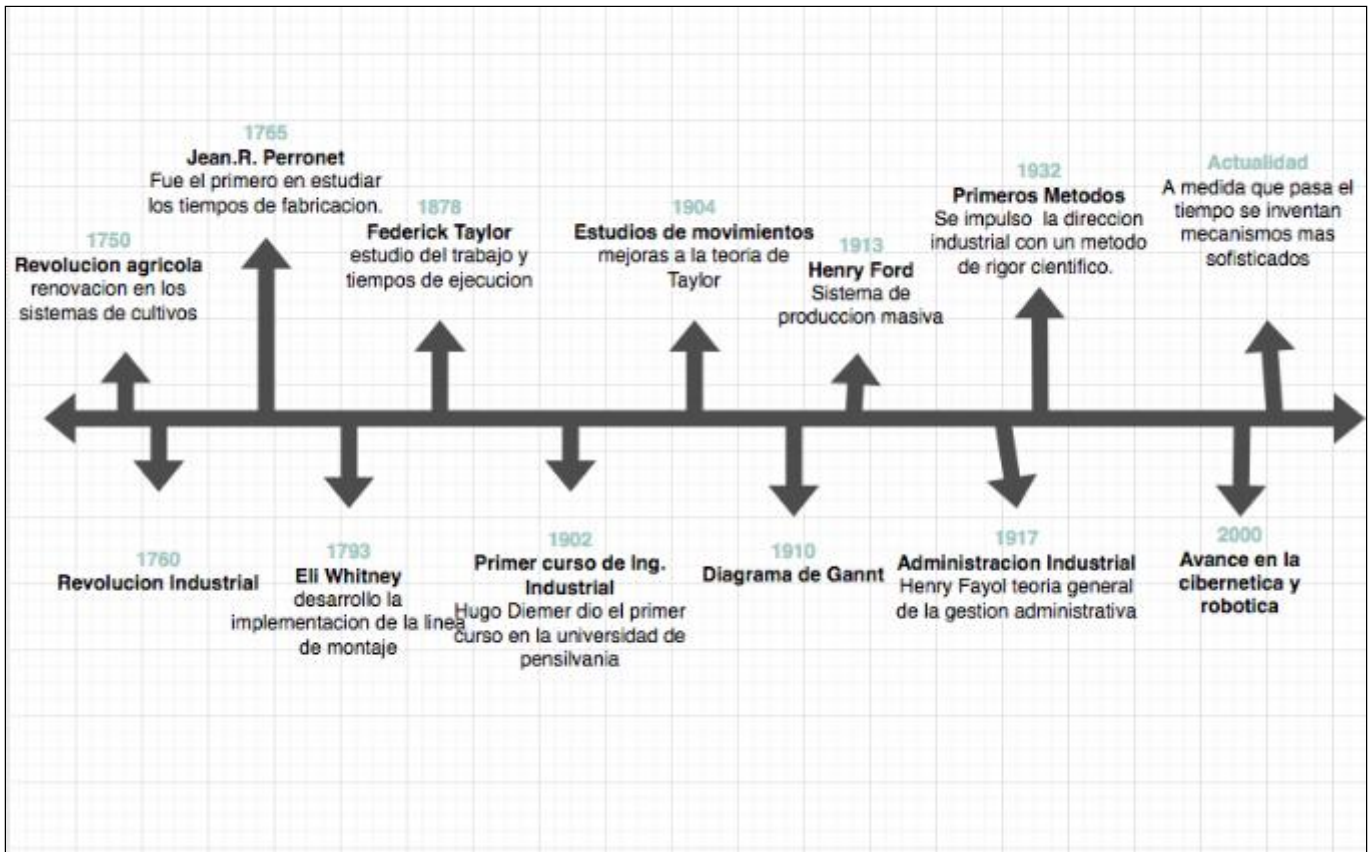 1750
Revolucion agricola
renovacion en los
sistemas de cultivos
1760
Revolucion Industrial
1765
Jean.R. Perronet
Fue el primero en estudiar
los tiempos de fabricacion.
1793
Eli Whitney
desarrollo la
implementacion de la linea
de montaje
1878
Federick Taylor
estudio del trabajo y
tiempos de ejecucion
1902
Primer curso de Ing.
Industrial
Hugo Diemer dio el primer
curso en la universidad de
pensilvania
1904
Estudios de movimientos
mejoras a la teoria de
Taylor
1910
Diagrama de Gannt
1913
Henry Ford
Sistema de
produccion masiva
1917
Administracion Industrial
Henry Fayol teoria general
de la gestion administrativa
1932
Primeros Metodos
Se impulso la direccion
industrial con un metodo
de rigor cientifico.
2000
Avance en la
cibernetica y
robotica
Actualidad
A medida que pasa el
tiempo se inventan
mecanismos mas
sofisticados